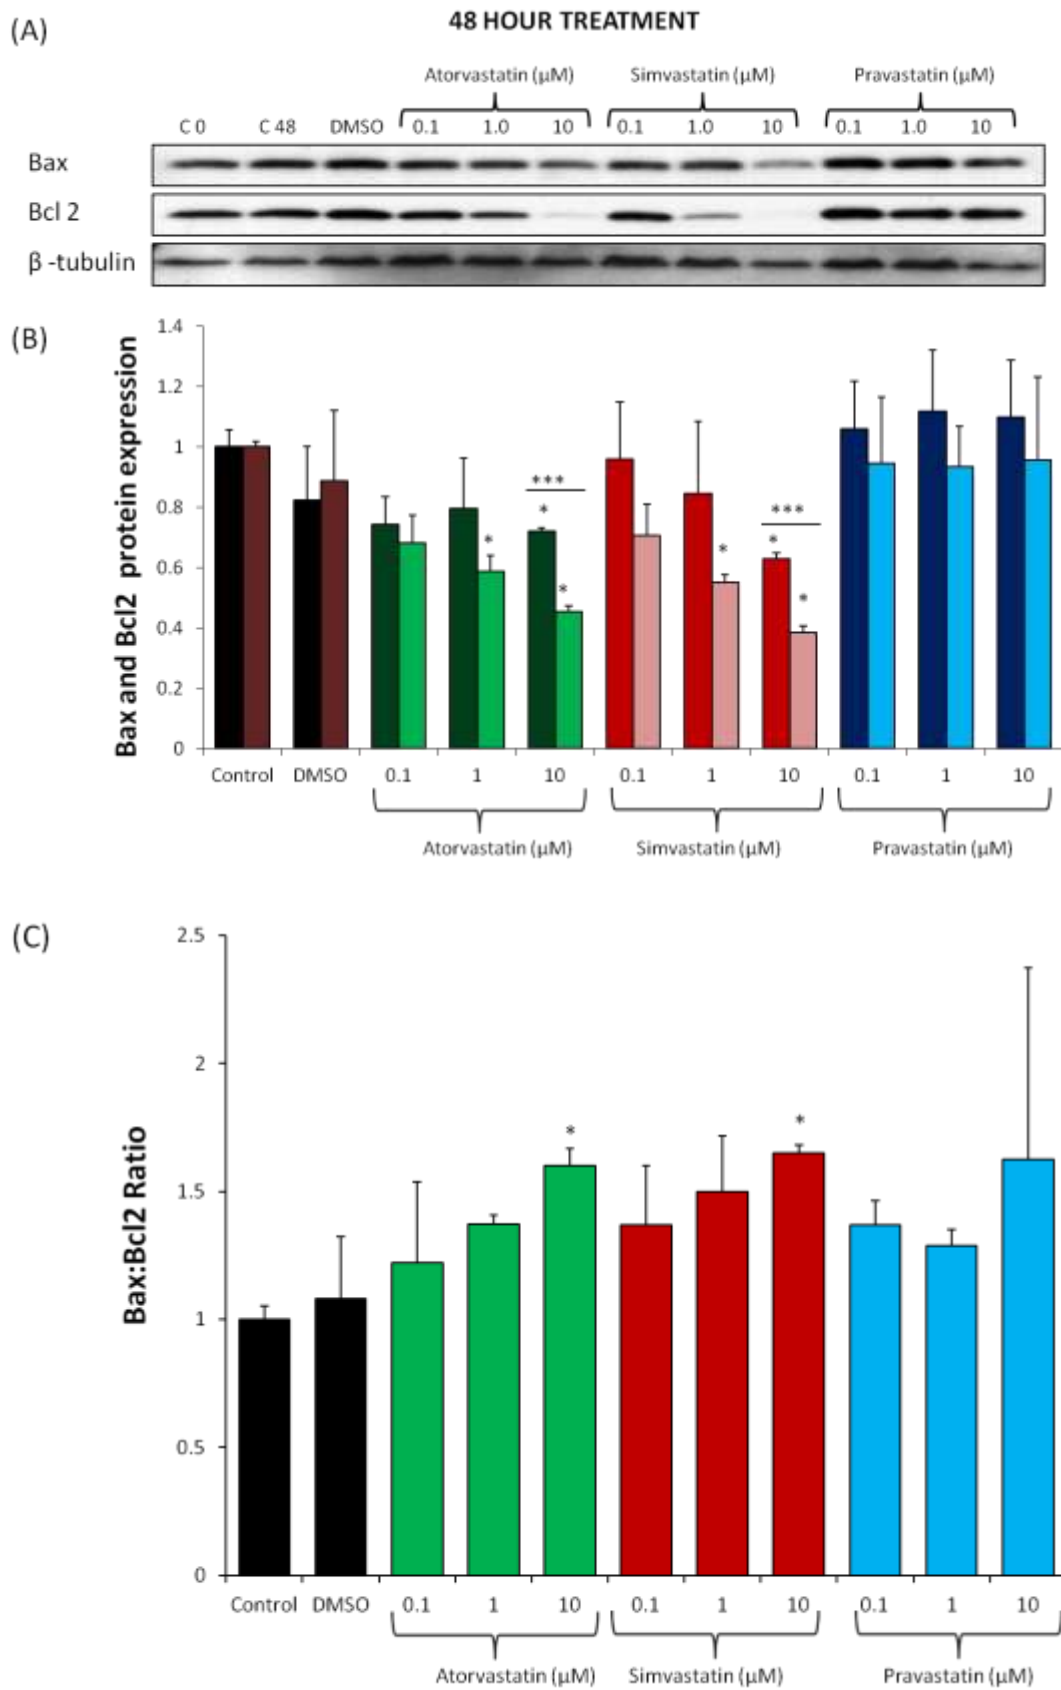 48 HOUR TREATMENT
(A)
Atorvastatin (µM) Simvastatin (µM) Pravastatin (µM)
C 0 C 48 DMSO 0.1 1.0 10 0.1 1.0 10 0.1 1.0 10
Bax
Bcl 2
β -tubulin
(B)
Bax and Bcl2 protein expression
1.4
1.2
1
0.8
0.6
0.4
0.2
0
***
*
*
*
***
*
*
*
Control DMSO 0.1 1 10 0.1 1 10 0.1 1 10
Atorvastatin (µM) Simvastatin (µM) Pravastatin (µM)
(C)
Bax:Bcl2 Ratio
2.5
2
1.5
1
0.5
0
*
*
Control DMSO 0.1 1 10 0.1 1 10 0.1 1 10
Atorvastatin (µM) Simvastatin (µM) Pravastatin (µM)